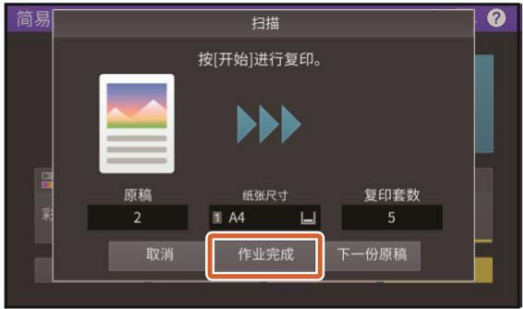 简易
?
扫描
按[开始]进行复印。
原稿 纸张尺寸 复印套数
2 1 A4 5
彩
取消 作业完成 下一份原稿